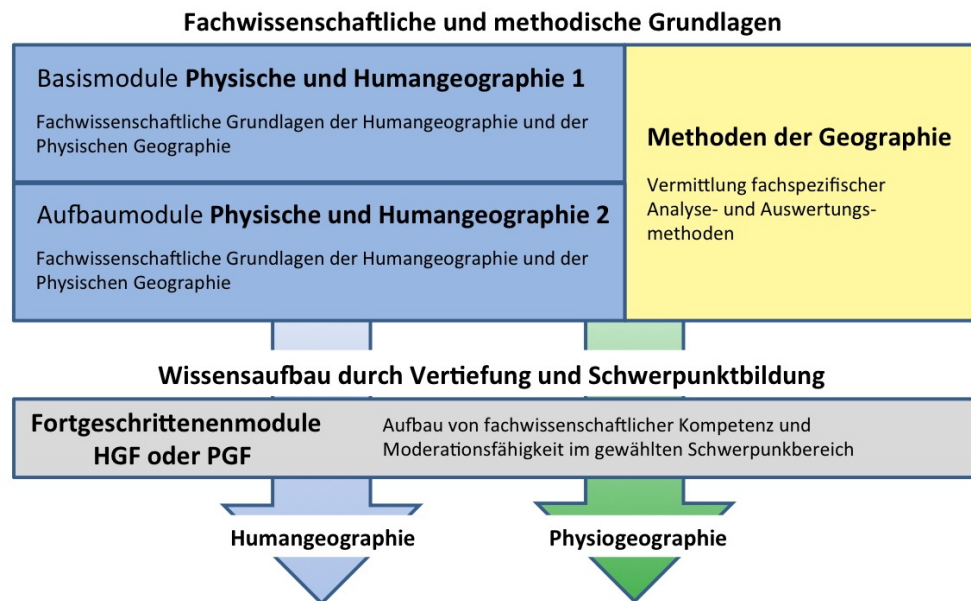 Fachwissenschaftliche und methodische Grundlagen
Basismodule Physische und Humangeographie 1
Fachwissenschaftliche Grundlagen der Humangeographie und der
Physischen Geographie
Aufbaumodule Physische und Humangeographie 2
Fachwissenschaftliche Grundlagen der Humangeographie und der
Physischen Geographie
Methoden der Geographie
Vermittlung fachspezifischer
Analyse- und Auswertungs-
methoden
Wissensaufbau durch Vertiefung und Schwerpunktbildung
Fortgeschrittenenmodule
HGF oder PGF
Aufbau von fachwissenschaftlicher Kompetenz und
Moderationsfähigkeit im gewählten Schwerpunkbereich
Humangeographie
Physiogeographie